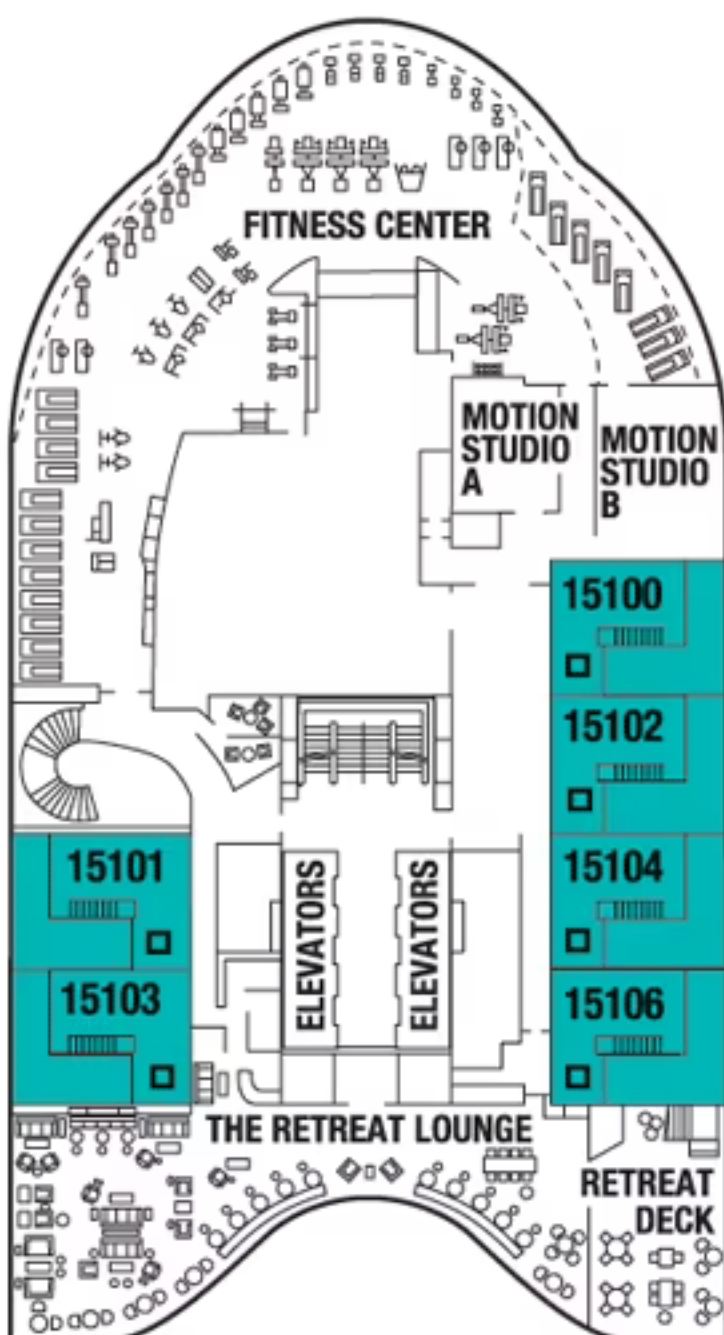 FITNESS CENTER
MOTION
STUDIO
A
MOTION
STUDIO
B
15100
15102
15101
15104
ELEVATORS
ELEVATORS
15103
15106
THE RETREAT LOUNGE
RETREAT
DECK